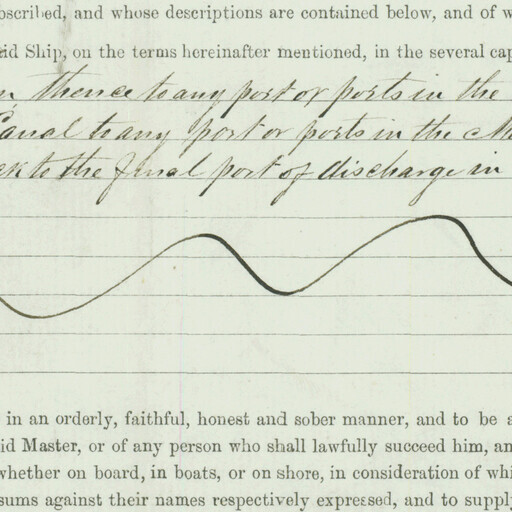 bscribed, and whose descriptions are contained below, and of w
id Ship, on the terms hereinafter mentioned, in the several cap
thence to any port or ports in the
Canal to any port or ports in the Me
to the final port of discharge in
in an orderly, faithful, honest and sober manner, and to be a
id Master, or of any person who shall lawfully succeed him, an
whether on board, in boats, or on shore, in consideration of whi
sums against their names respectively expressed, and to supply